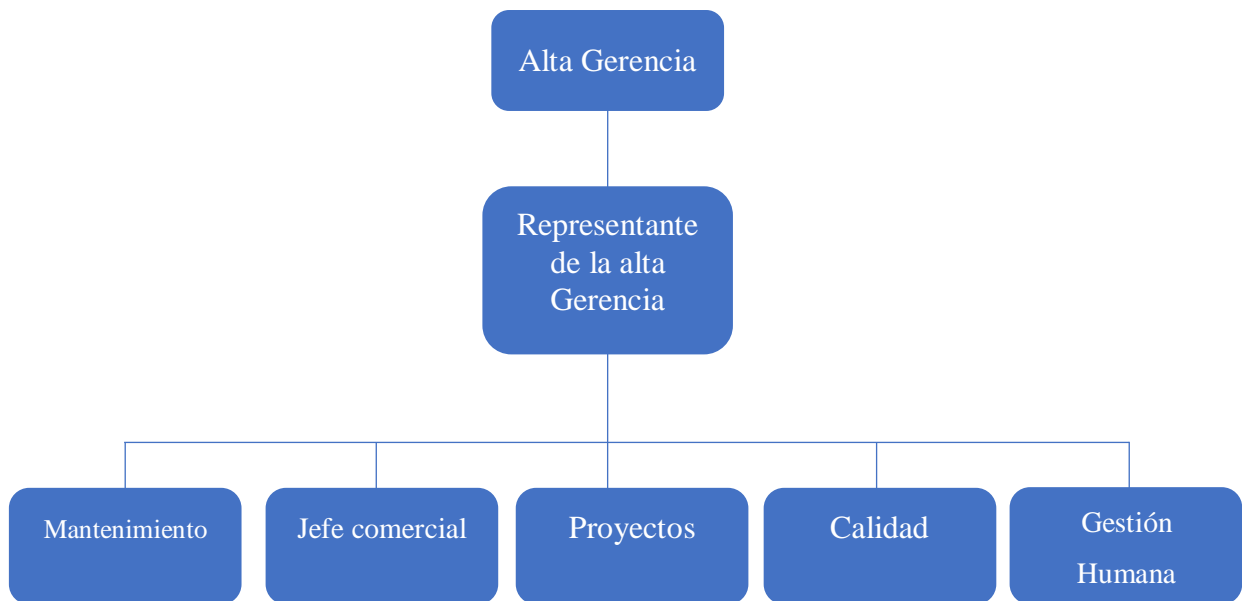 Alta Gerencia
Representante
de la alta
Gerencia
Mantenimiento
Jefe comercial
Proyectos
Calidad
Gestión
Humana